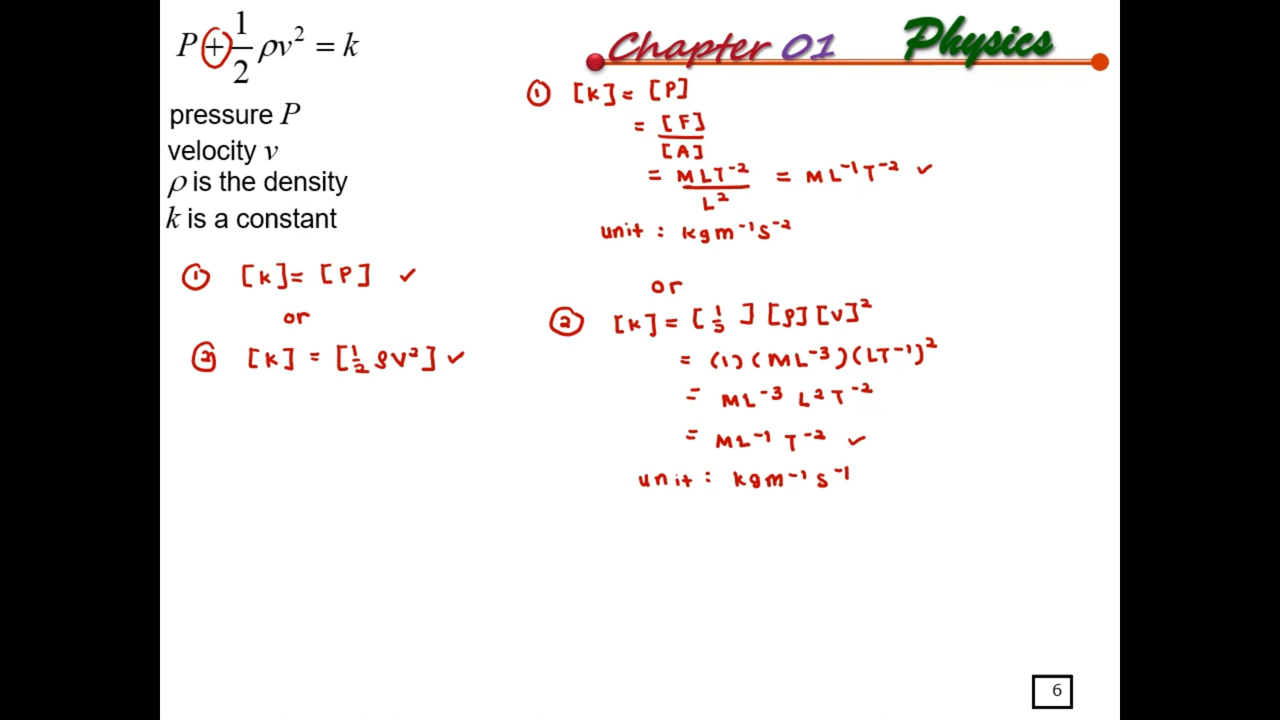 P + 1/2 ρv² = k
pressure P
velocity v
ρ is the density
k is a constant
① [k] = [P] ✓
or
② [k] = [½ ρv²] ✓
Chapter 01 Physics
① [k] = [P]
= [F]/[A]
= MLT⁻²/L² = ML⁻¹T⁻² ✓
unit : kgm⁻¹s⁻²
or
② [k] = [½] [ρ] [v]²
= (1) (ML⁻³) (LT⁻¹)²
= ML⁻³ L²T⁻²
= ML⁻¹ T⁻² ✓
unit : kgm⁻¹s⁻¹
6